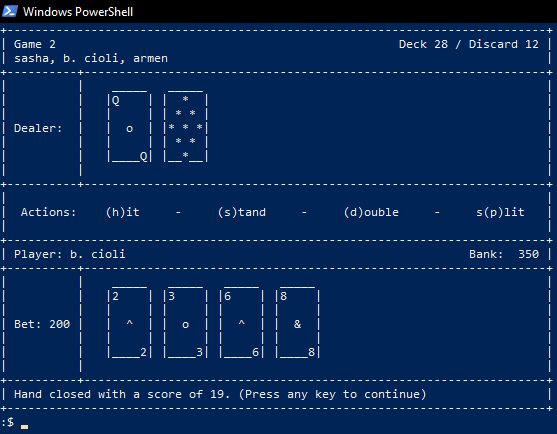 Windows PowerShell
Game 2 Deck 28 / Discard 12
sasha, b. cioli, armen
Q *
* *
Dealer: o * * *
* *
Q *
Actions: (h)it - (s)tand - (d)ouble - s(p)lit
Player: b. cioli Bank: 350
2 3 6 8
Bet: 200 ^ o ^ &
2 3 6 8
Hand closed with a score of 19. (Press any key to continue)
:$